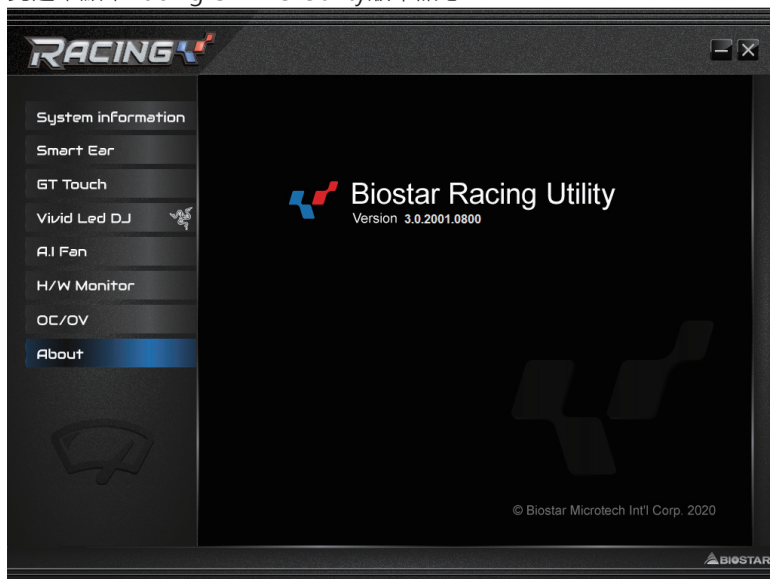 RACING
System information
Smart Ear
GT Touch
Vivid Led DJ
A.I Fan
H/W Monitor
OC/OV
About
Biostar Racing Utility
Version 3.0.2001.0800
© Biostar Microtech Int'l Corp. 2020
BIOSTAR